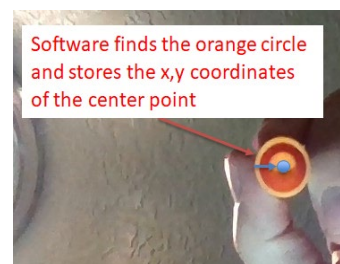 Software finds the orange circle
and stores the x,y coordinates
of the center point